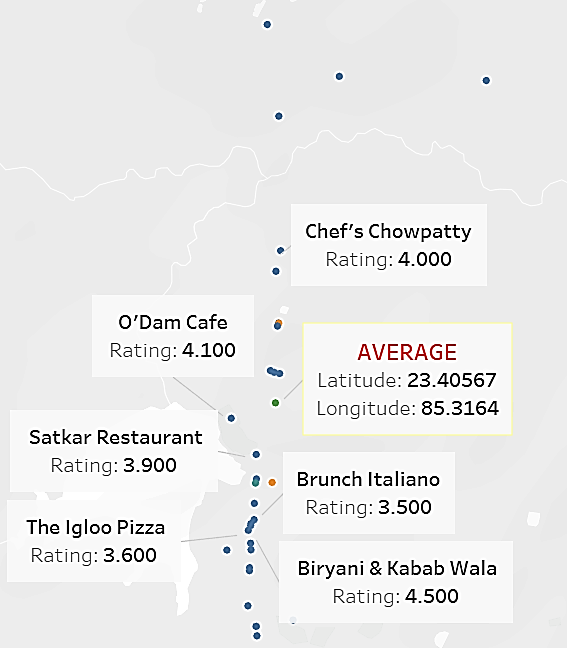 Chef's Chowpatty
Rating: 4.000
O'Dam Cafe
Rating: 4.100
AVERAGE
Latitude: 23.40567
Longitude: 85.3164
Satkar Restaurant
Rating: 3.900
Brunch Italiano
Rating: 3.500
The Igloo Pizza
Rating: 3.600
Biryani & Kabab Wala
Rating: 4.500